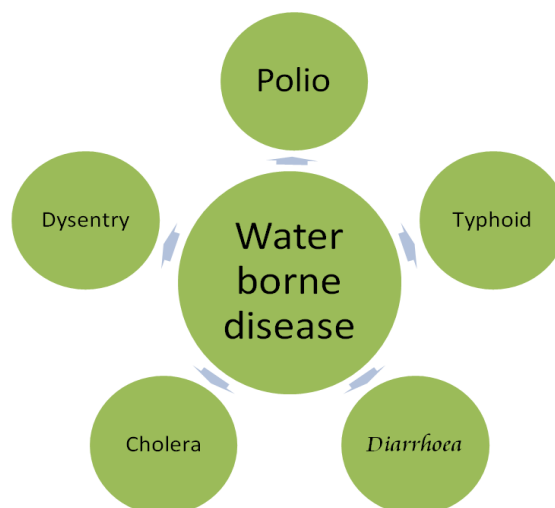 Polio
Dysentry
Typhoid
Water
borne
disease
Cholera
Diarrhoea